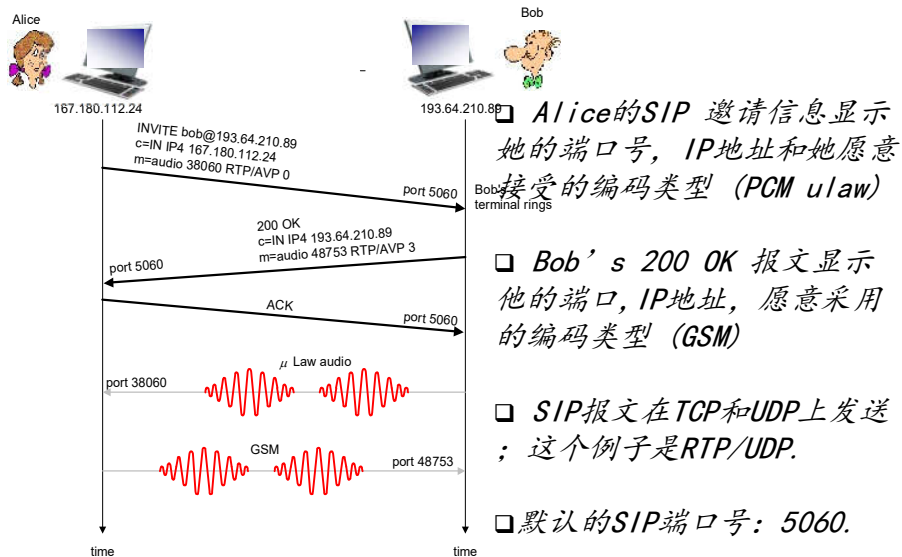 Alice
Bob
167.180.112.24
193.64.210.89
INVITE bob@193.64.210.89
c=IN IP4 167.180.112.24
m=audio 38060 RTP/AVP 0
port 5060
Bob's
terminal rings
200 OK
c=IN IP4 193.64.210.89
m=audio 48753 RTP/AVP 3
port 5060
ACK
port 5060
μ Law audio
port 38060
GSM
port 48753
time
time
❑ Alice的SIP 邀请信息显示
她的端口号, IP地址和她愿意
接受的编码类型 (PCM ulaw)
❑ Bob’s 200 OK 报文显示
他的端口,IP地址, 愿意采用
的编码类型 (GSM)
❑ SIP报文在TCP和UDP上发送
; 这个例子是RTP/UDP.
❑默认的SIP端口号: 5060.